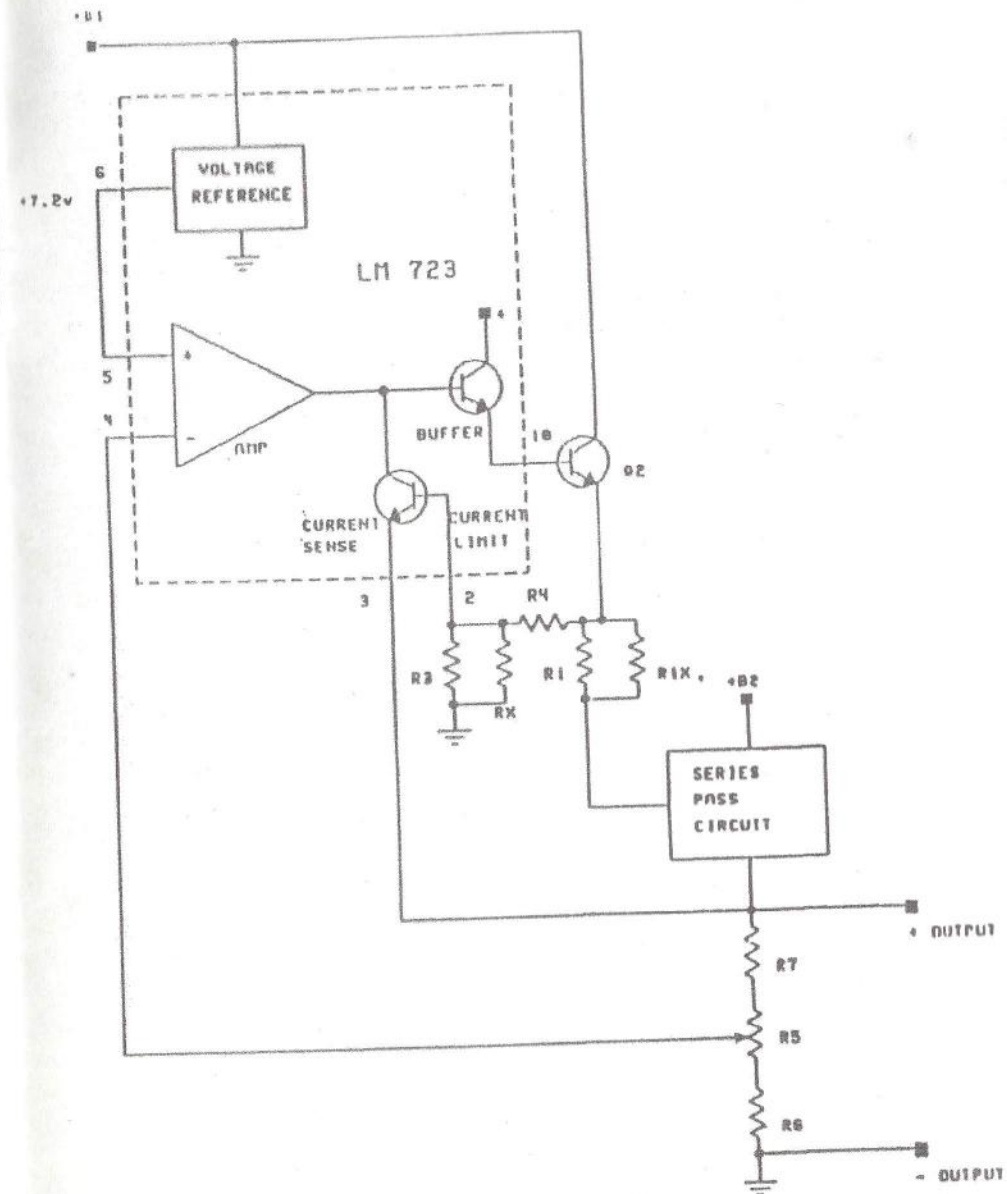 VOLTAGE
REFERENCE
6
+7.2v
LM 723
+
+
5
4
-
AMP
BUFFER
10
Q2
CURRENT
SENSE
CURRENT
LIMIT
3
2
R4
R3
RX
R1
R1X.
+B2
SERIES
PASS
CIRCUIT
+ OUTPUT
R7
R5
R6
- OUTPUT